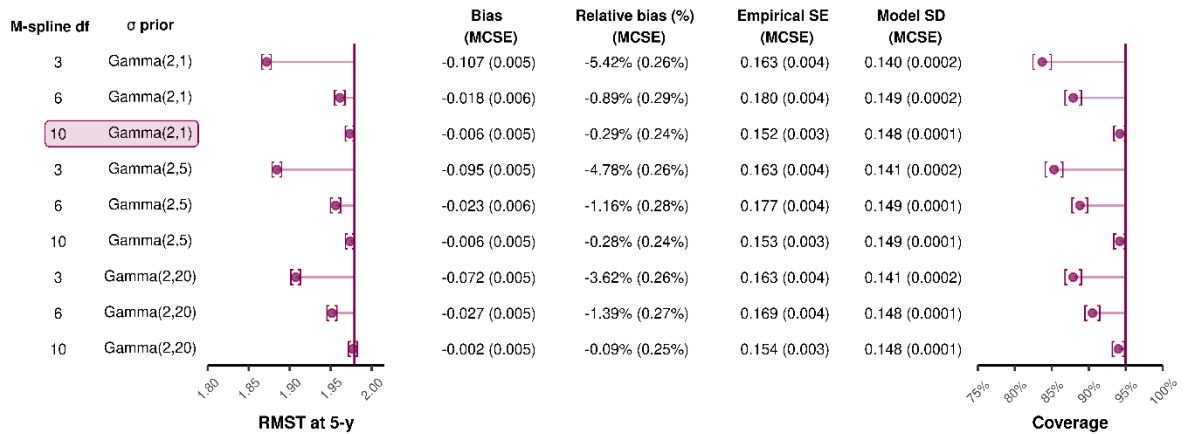 M-spline df σ prior Bias (MCSE) Relative bias (%) (MCSE) Empirical SE (MCSE) Model SD (MCSE)
3 Gamma(2,1) -0.107 (0.005) -5.42% (0.26%) 0.163 (0.004) 0.140 (0.0002)
6 Gamma(2,1) -0.018 (0.006) -0.89% (0.29%) 0.180 (0.004) 0.149 (0.0002)
10 Gamma(2,1) -0.006 (0.005) -0.29% (0.24%) 0.152 (0.003) 0.148 (0.0001)
3 Gamma(2,5) -0.095 (0.005) -4.78% (0.26%) 0.163 (0.004) 0.141 (0.0002)
6 Gamma(2,5) -0.023 (0.006) -1.16% (0.28%) 0.177 (0.004) 0.149 (0.0001)
10 Gamma(2,5) -0.006 (0.005) -0.28% (0.24%) 0.153 (0.003) 0.149 (0.0001)
3 Gamma(2,20) -0.072 (0.005) -3.62% (0.26%) 0.163 (0.004) 0.141 (0.0002)
6 Gamma(2,20) -0.027 (0.006) -1.39% (0.27%) 0.169 (0.004) 0.148 (0.0001)
10 Gamma(2,20) -0.002 (0.005) -0.09% (0.25%) 0.154 (0.003) 0.148 (0.0001)
1.80 1.85 1.90 1.95 2.00 75% 80% 85% 90% 95% 100%
RMST at 5-y Coverage